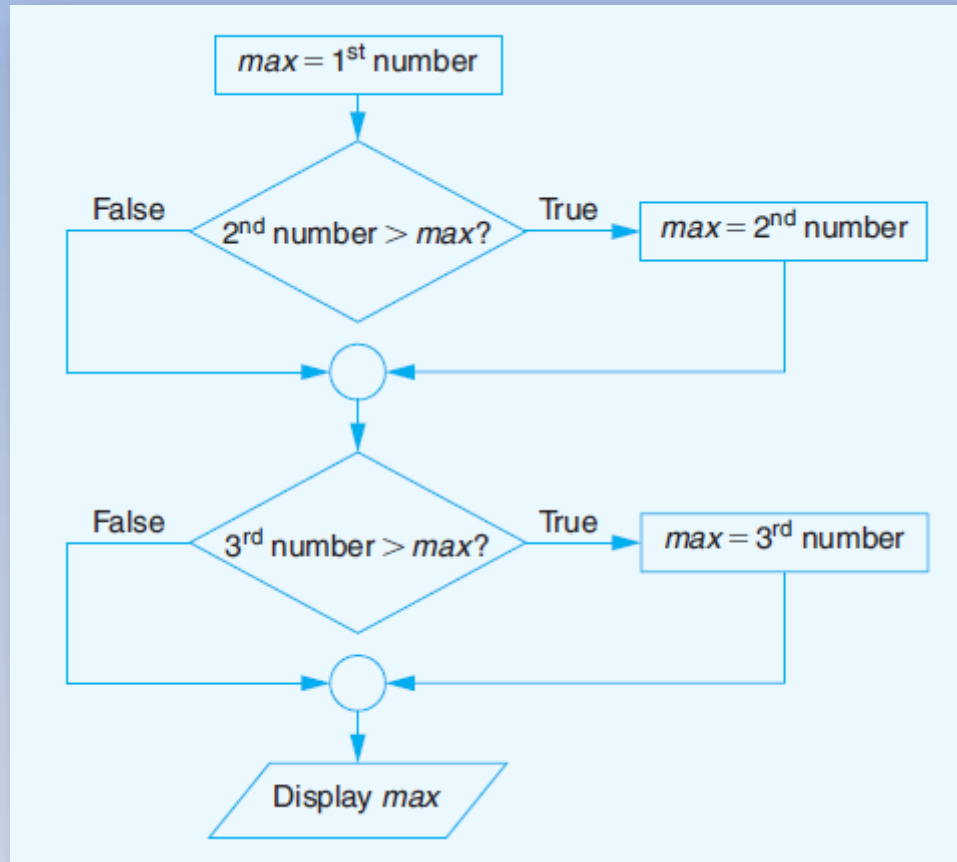 max = 1st number
False
2nd number > max?
True
max = 2nd number
False
3rd number > max?
True
max = 3rd number
Display max